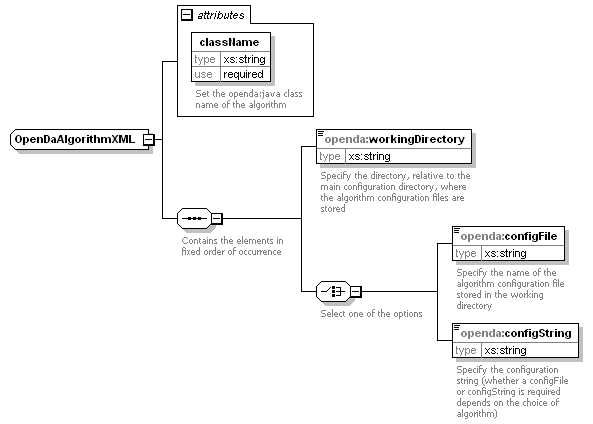 attributes
className
type xs:string
use required
Set the openda:java class
name of the algorithm
OpenDaAlgorithmXML
openda:workingDirectory
type xs:string
Specify the directory, relative to the
main configuration directory, where
the algorithm configuration files are
stored
Contains the elements in
fixed order of occurrence
openda:configFile
type xs:string
Specify the name of the
algorithm configuration file
stored in the working
directory
Select one of the options
openda:configString
type xs:string
Specify the configuration
string (whether a configFile
or configString is required
depends on the choice of
algorithm)